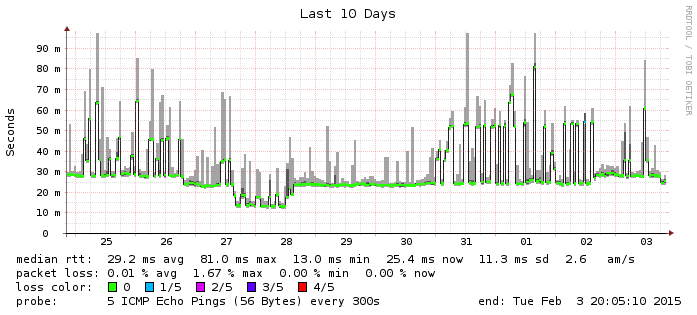 Last 10 Days
RRDTOOL / TOBI OETIKER
Seconds
90 m
80 m
70 m
60 m
50 m
40 m
30 m
20 m
10 m
0
25 26 27 28 29 30 31 01 02 03
median rtt: 29.2 ms avg 81.0 ms max 13.0 ms min 25.4 ms now 11.3 ms sd 2.6 am/s
packet loss: 0.01 % avg 1.67 % max 0.00 % min 0.00 % now
loss color: 0 1/5 2/5 3/5 4/5
probe: 5 ICMP Echo Pings (56 Bytes) every 300s end: Tue Feb 3 20:05:10 2015